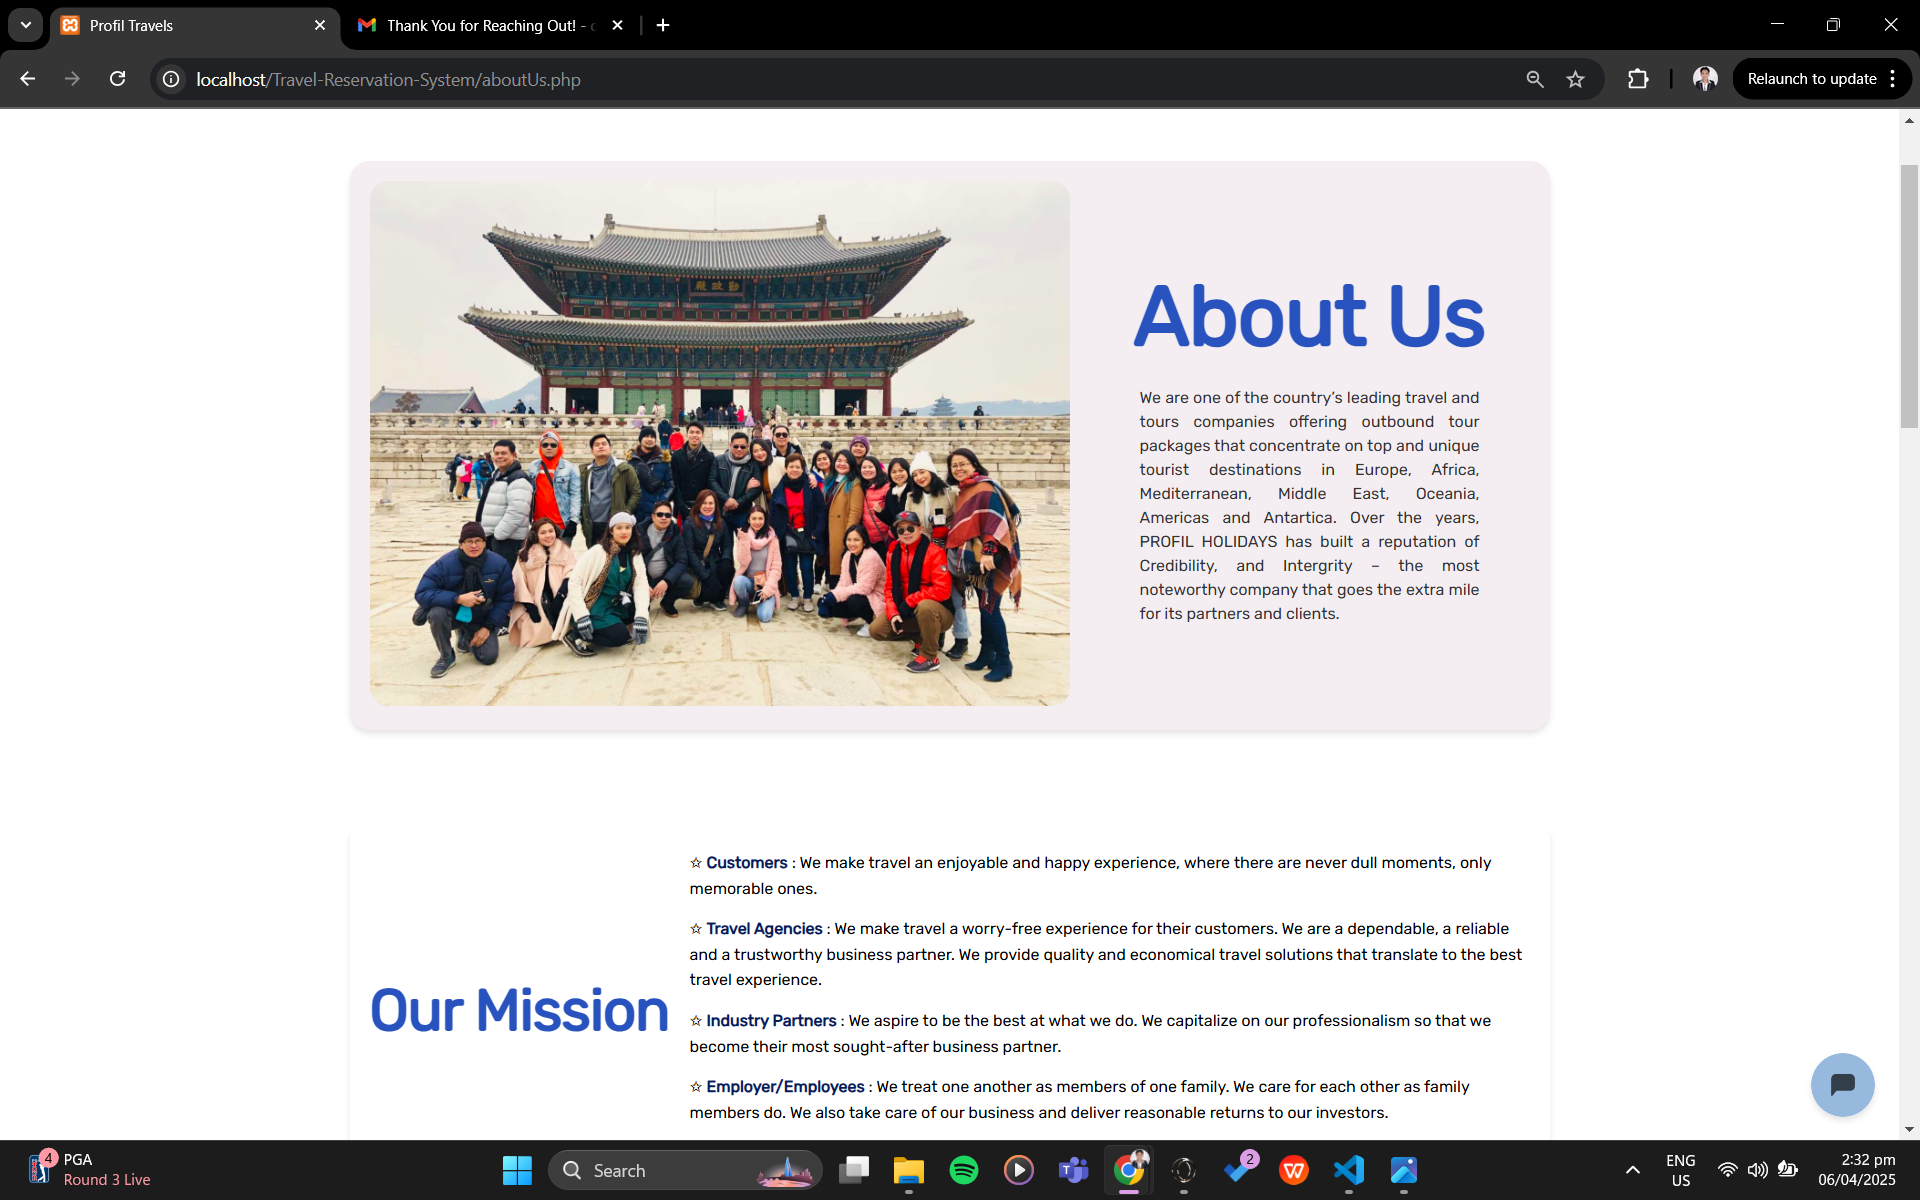 Profil Travels
Thank You for Reaching Out! - c
localhost/Travel-Reservation-System/aboutUs.php
Relaunch to update
勤政殿
About Us
We are one of the country’s leading travel and
tours companies offering outbound tour
packages that concentrate on top and unique
tourist destinations in Europe, Africa,
Mediterranean, Middle East, Oceania,
Americas and Antartica. Over the years,
PROFIL HOLIDAYS has built a reputation of
Credibility, and Intergrity – the most
noteworthy company that goes the extra mile
for its partners and clients.
Our Mission
☆ Customers : We make travel an enjoyable and happy experience, where there are never dull moments, only
memorable ones.
☆ Travel Agencies : We make travel a worry-free experience for their customers. We are a dependable, a reliable
and a trustworthy business partner. We provide quality and economical travel solutions that translate to the best
travel experience.
☆ Industry Partners : We aspire to be the best at what we do. We capitalize on our professionalism so that we
become their most sought-after business partner.
☆ Employer/Employees : We treat one another as members of one family. We care for each other as family
members do. We also take care of our business and deliver reasonable returns to our investors.
4
PGA
Round 3 Live
Search
2
ENG
US
2:32 pm
06/04/2025